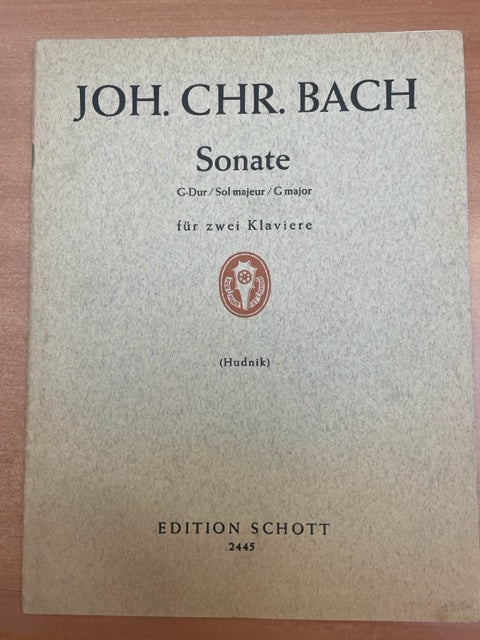 JOH. CHR. BACH
Sonate
G-Dur / Sol majeur / G major
für zwei Klaviere
(Hudnik)
EDITION SCHOTT
2445